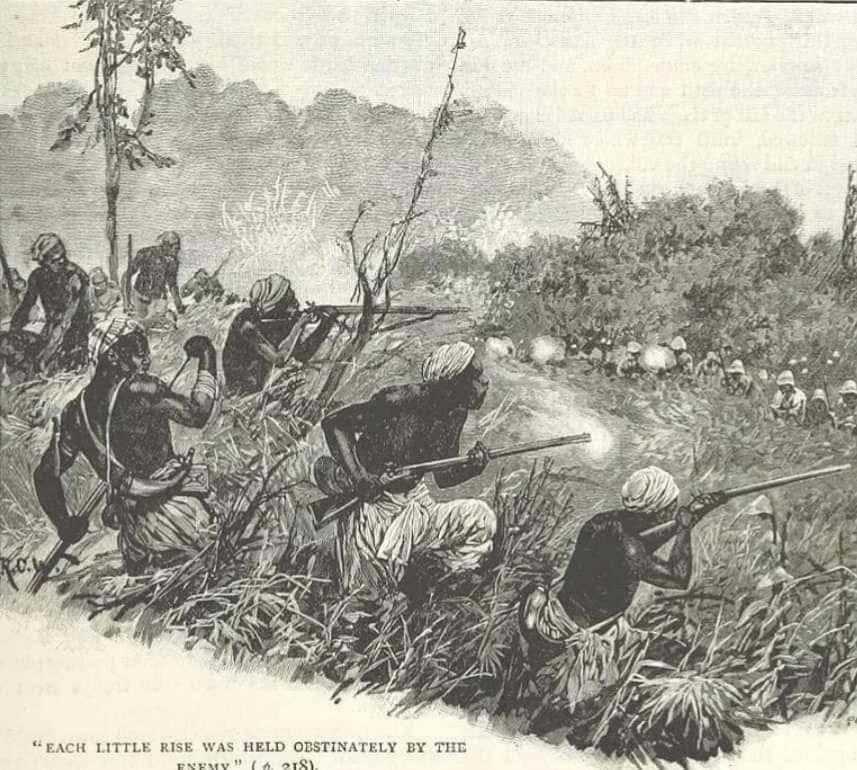 R.C.W.
"EACH LITTLE RISE WAS HELD OBSTINATELY BY THE
ENEMY" (p. 218).